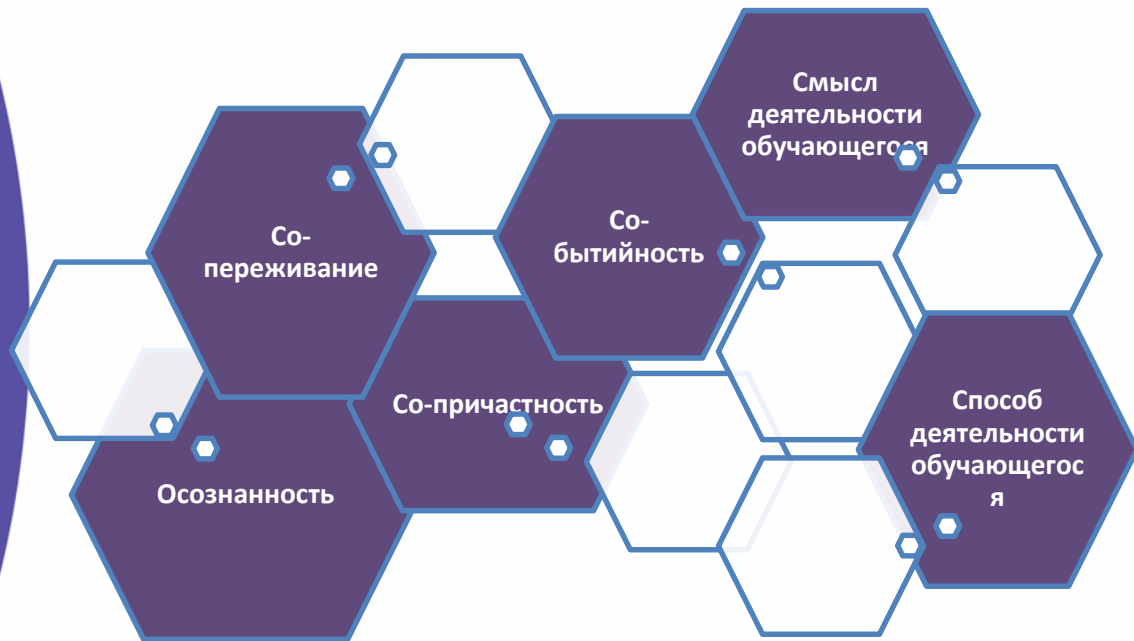 Смысл
деятельности
обучающегося
Со-
переживание
Со-
бытийность
Со-причастность
Способ
деятельности
обучающегос
я
Осознанность